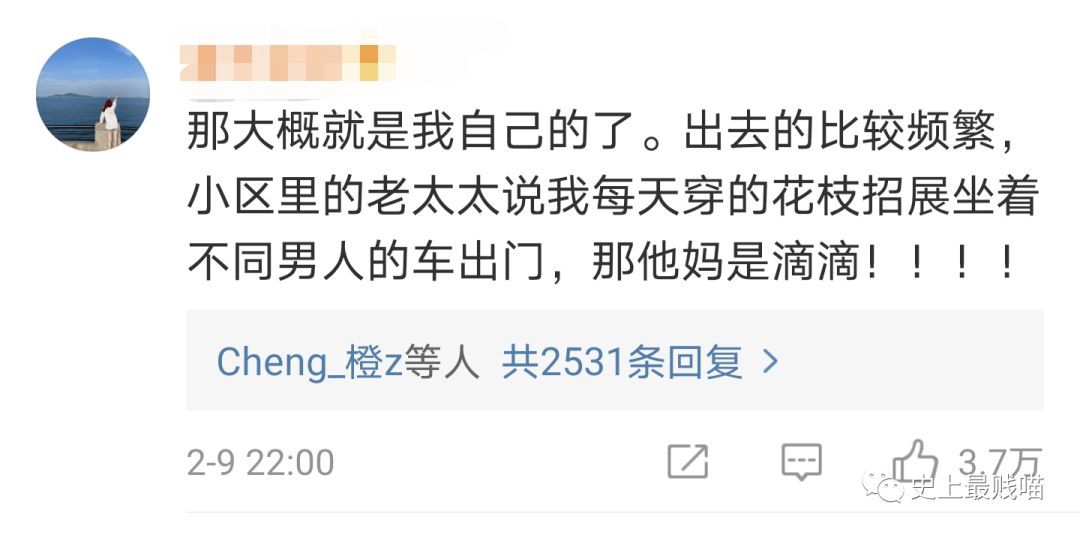 那大概就是我自己的了。出去的比较频繁，
小区里的老太太说我每天穿的花枝招展坐着
不同男人的车出门，那他妈是滴滴！！！！
Cheng_橙z等人 共2531条回复 >
2-9 22:00
3.7万
史上最贱喵